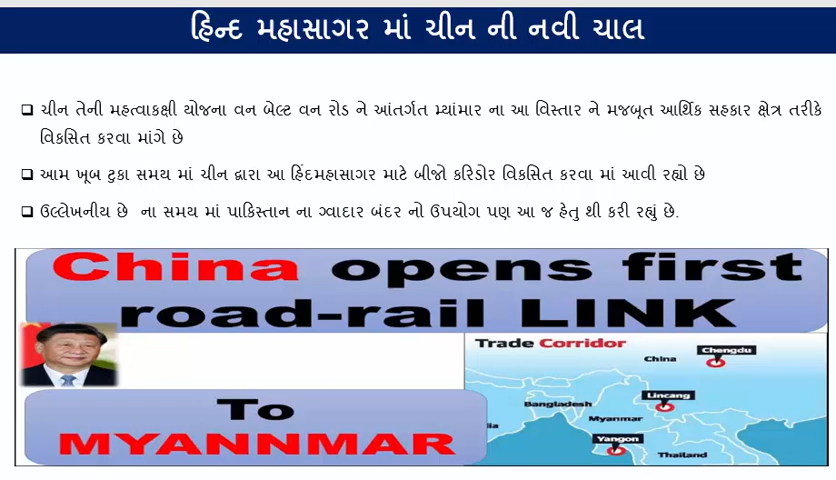 હિન્દ મહાસાગર માં ચીન ની નવી ચાલ
❑ ચીન તેની મહત્વાકક્ષી યોજના વન બેલ્ટ વન રોડ ને આંતર્ગત મ્યાંમાર ના આ વિસ્તાર ને મજબૂત આર્થિક સહકાર ક્ષેત્ર તરીકે
વિકસિત કરવા માંગે છે
❑ આમ ખૂબ ટુકા સમય માં ચીન દ્વારા આ હિંદમહાસાગર માટે બીજો કરિડોર વિકસિત કરવા માં આવી રહ્યો છે
❑ ઉલ્લેખનીય છે ના સમય માં પાકિસ્તાન ના ગ્વાદાર બંદર નો ઉપયોગ પણ આ જ હેતુ થી કરી રહ્યું છે.
China opens first
road-rail LINK
To
MYANNMAR
Trade Corridor
China
Chengdu
Lincang
Bangladesh
Myanmar
ia
Yangon
Thailand